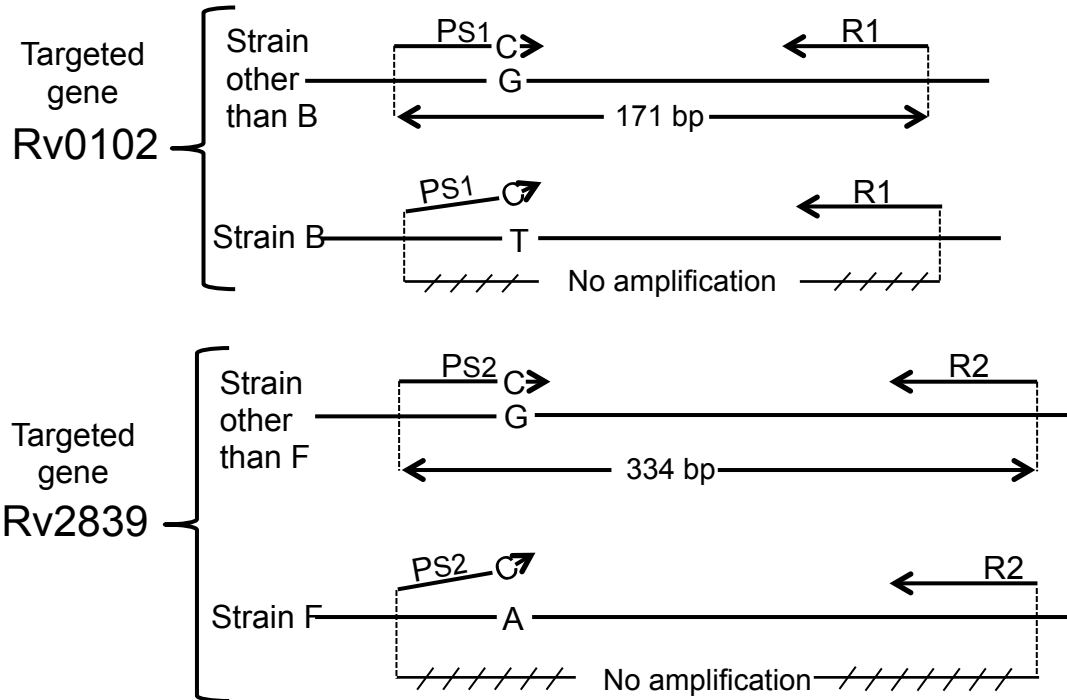 Targeted
gene
Rv0102
Strain
other
than B
PS1 C
R1
G
171 bp
Strain B
PS1 C
R1
T
No amplification
Targeted
gene
Rv2839
Strain
other
than F
PS2 C
R2
G
334 bp
Strain F
PS2 C
R2
A
No amplification